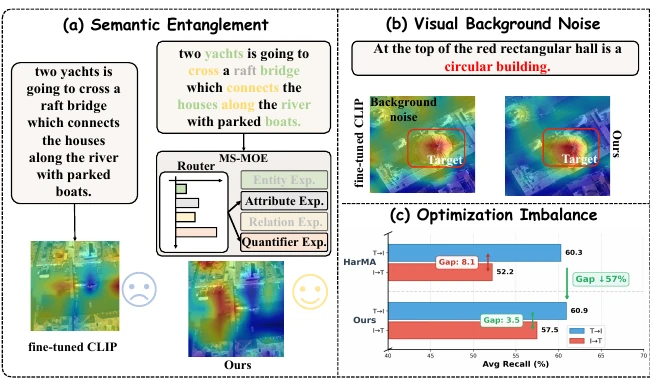 (a) Semantic Entanglement
two yachts is
going to cross a
raft bridge
which connects
the houses
along the river
with parked
boats.
two yachts is going to
cross a raft bridge
which connects the
houses along the river
with parked boats.
MS-MOE
Router
Entity Exp.
Attribute Exp.
Relation Exp.
Quantifier Exp.
fine-tuned CLIP
Ours
(b) Visual Background Noise
At the top of the red rectangular hall is a
circular building.
fine-tuned CLIP
Background
noise
Target
Target
Ours
(c) Optimization Imbalance
HarMA
T→I
I→T
Gap: 8.1
60.3
52.2
Gap ↓57%
Ours
T→I
I→T
Gap: 3.5
60.9
57.5
T→I
I→T
40
45
50
55
60
65
70
Avg Recall (%)